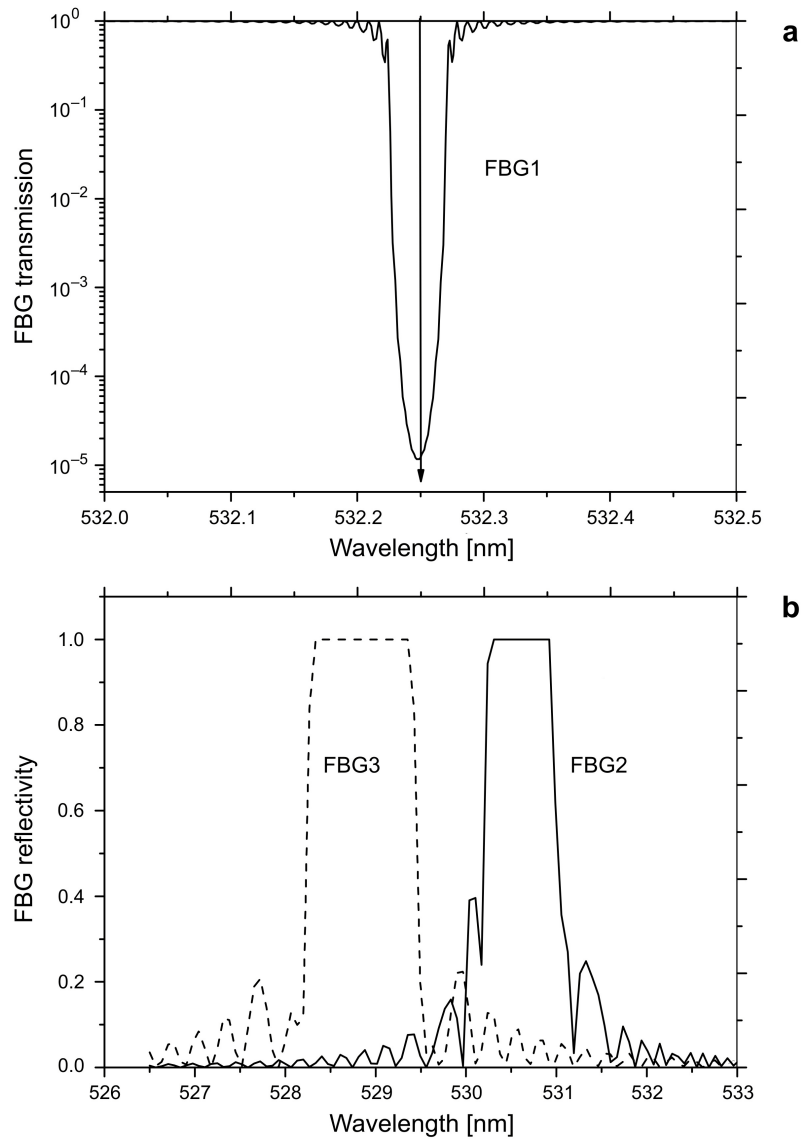 a
10⁰
10⁻¹
10⁻²
10⁻³
10⁻⁴
10⁻⁵
FBG transmission
FBG1
532.0 532.1 532.2 532.3 532.4 532.5
Wavelength [nm]
b
1.0
0.8
0.6
0.4
0.2
0.0
FBG reflectivity
FBG3 FBG2
526 527 528 529 530 531 532 533
Wavelength [nm]